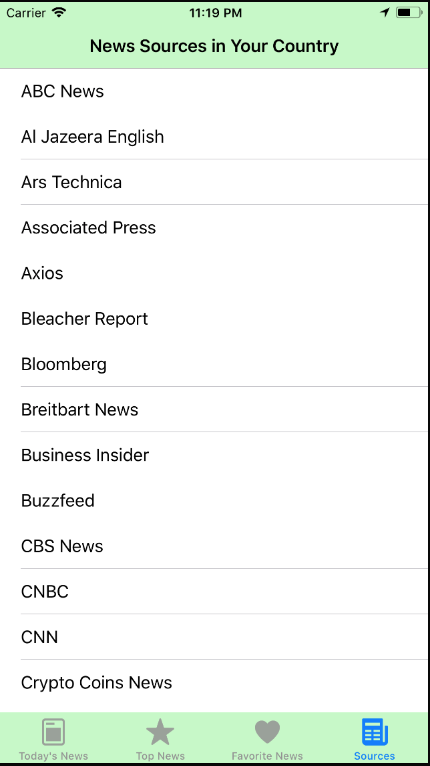 Carrier 11:19 PM
News Sources in Your Country
ABC News
Al Jazeera English
Ars Technica
Associated Press
Axios
Bleacher Report
Bloomberg
Breitbart News
Business Insider
Buzzfeed
CBS News
CNBC
CNN
Crypto Coins News
Today's News Top News Favorite News Sources